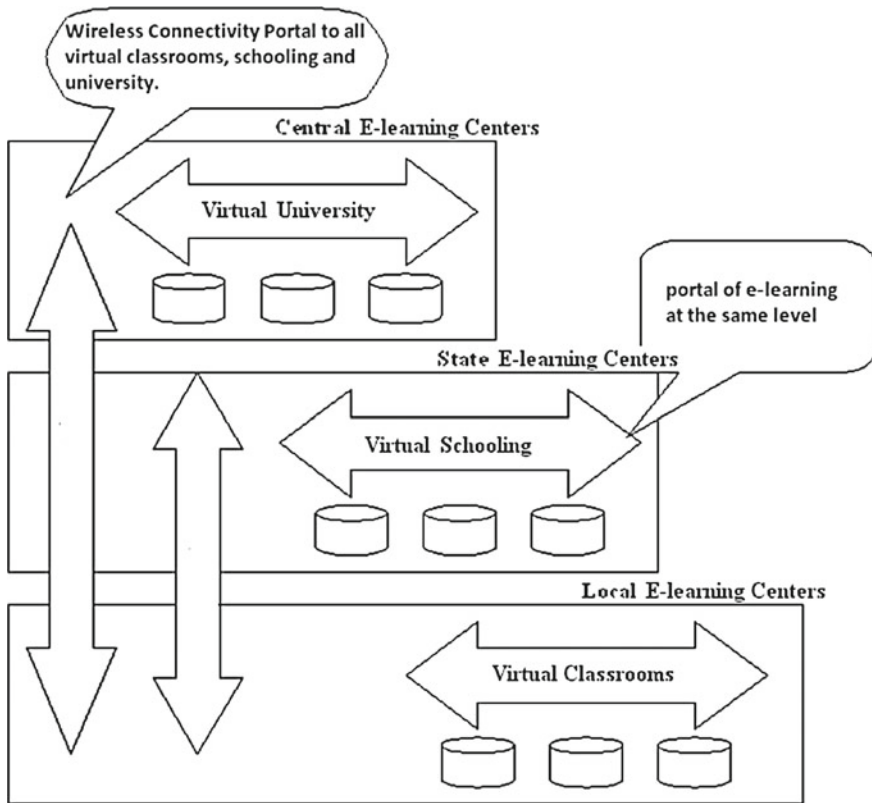 Wireless Connectivity Portal to all
virtual classrooms, schooling and
university.
Central E-learning Centers
Virtual University
portal of e-learning
at the same level
State E-learning Centers
Virtual Schooling
Local E-learning Centers
Virtual Classrooms